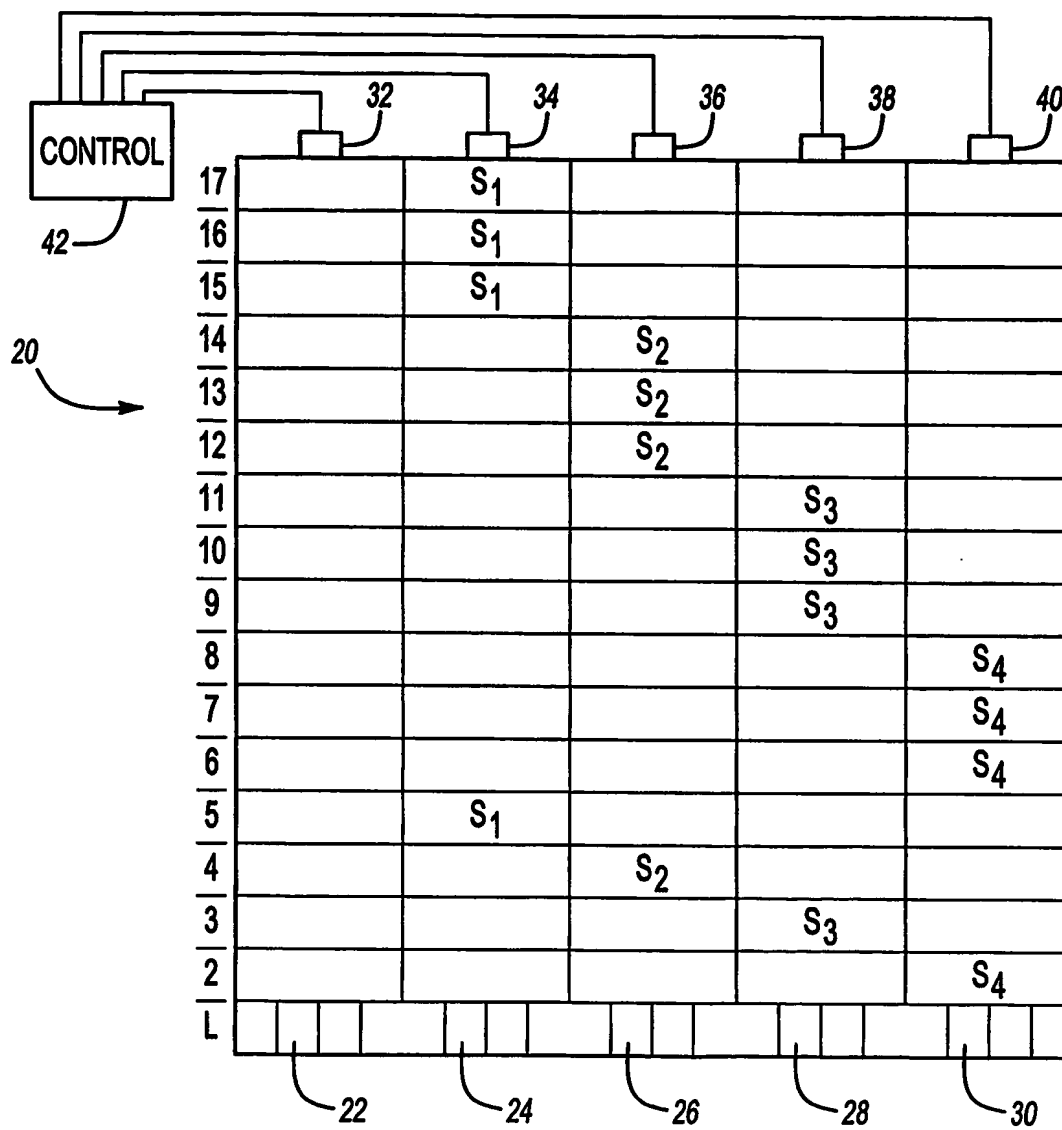 32 34 36 38 40
CONTROL
42
17 S1
16 S1
15 S1
14 S2
20
13 S2
12 S2
11 S3
10 S3
9 S3
8 S4
7 S4
6 S4
5 S1
4 S2
3 S3
2 S4
L
22 24 26 28 30